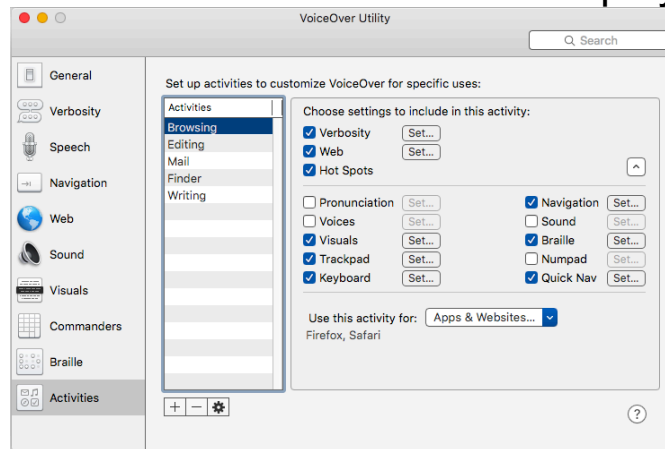 VoiceOver Utility
Search
General
Verbosity
Speech
Navigation
Web
Sound
Visuals
Commanders
Braille
Activities
Set up activities to customize VoiceOver for specific uses:
Activities
Browsing
Editing
Mail
Finder
Writing
Choose settings to include in this activity:
Verbosity Set...
Web Set...
Hot Spots
Pronunciation Set... Navigation Set...
Voices Set... Sound Set...
Visuals Set... Braille Set...
Trackpad Set... Numpad Set...
Keyboard Set... Quick Nav Set...
Use this activity for: Apps & Websites...
Firefox, Safari
+ −
?